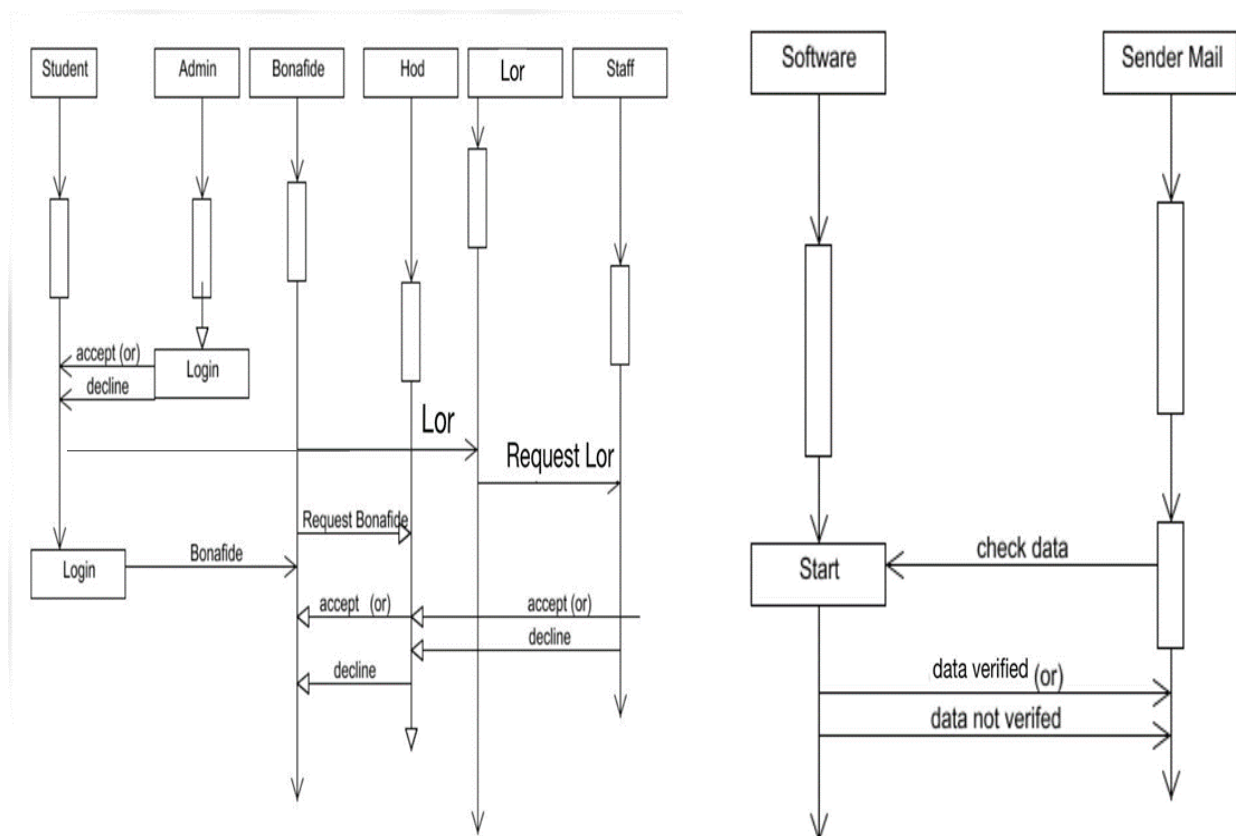 Student
Admin
Bonafide
Hod
Lor
Staff
Software
Sender Mail
accept (or)
decline
Login
Lor
Request Lor
Request Bonafide
Login
Bonafide
accept (or)
accept (or)
decline
decline
Start
check data
data verified (or)
data not verifed